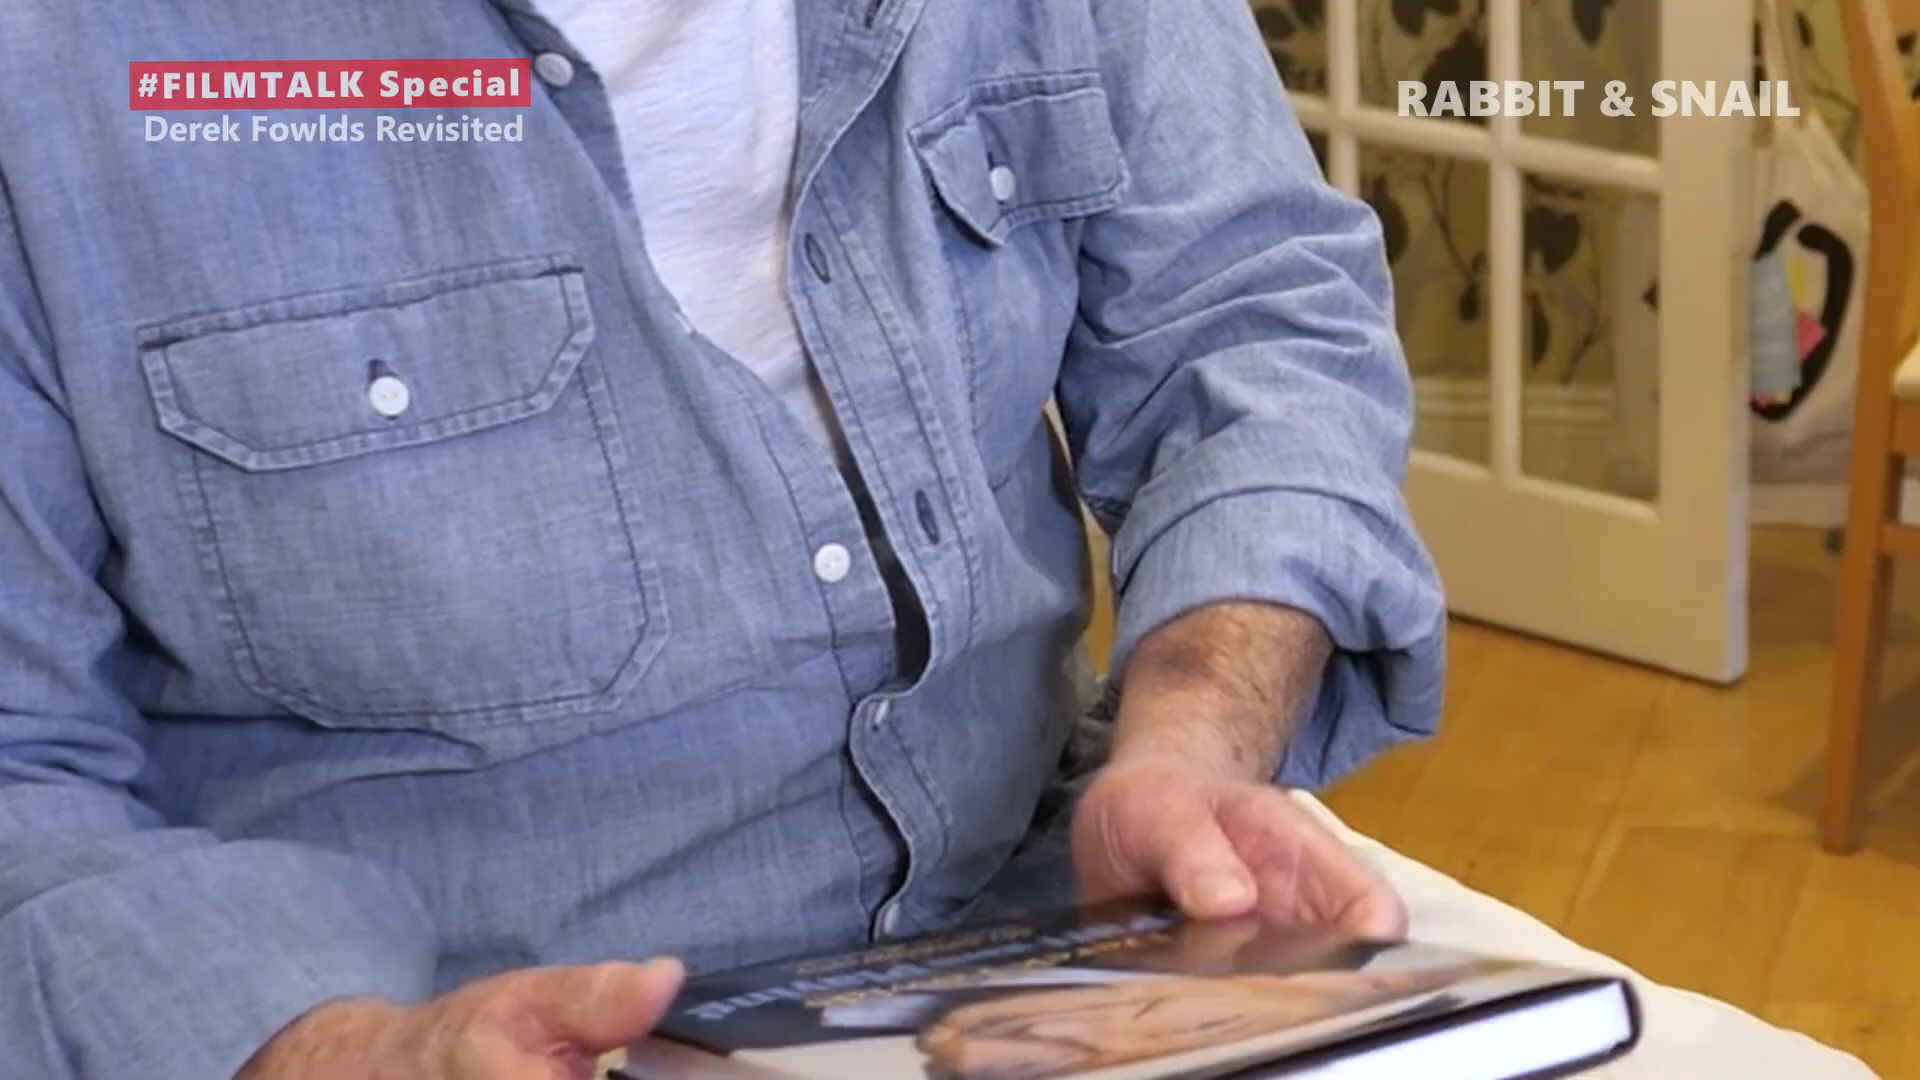 #FILMTALK Special
Derek Fowlds Revisited
RABBIT & SNAIL